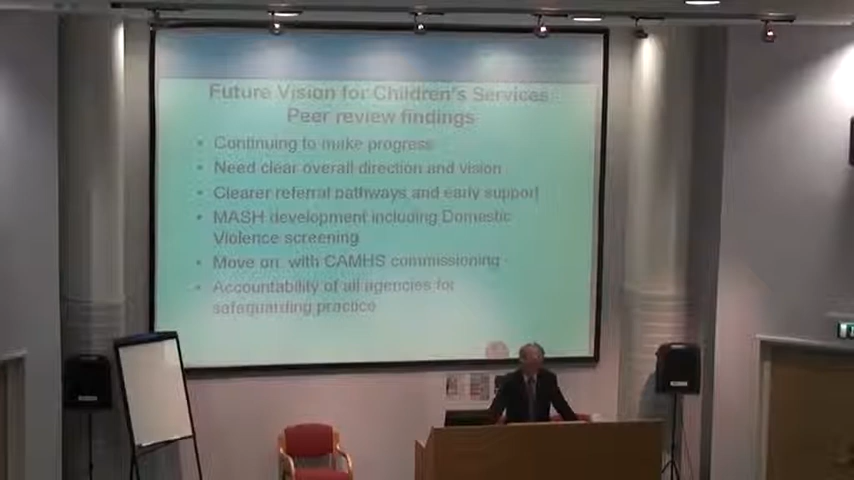 Future Vision for Children's Services
Peer review findings
• Continuing to make progress
• Need clear overall direction and vision
• Clearer referral pathways and early support
• MASH development including Domestic
Violence screening
• Move on with CAMHS commissioning
• Accountability of all agencies for
safeguarding practice